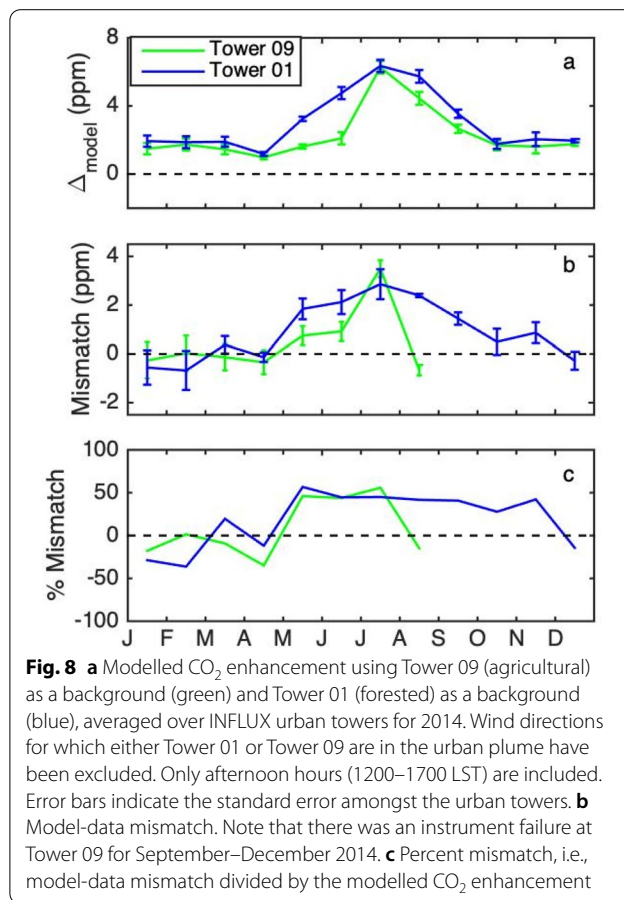 Tower 09
Tower 01
a
Δmodel (ppm)
8
4
0
b
Mismatch (ppm)
4
2
0
-2
c
% Mismatch
100
50
0
-50
-100
J F M A M J J A S O N D
Fig. 8 a Modelled CO₂ enhancement using Tower 09 (agricultural)
as a background (green) and Tower 01 (forested) as a background
(blue), averaged over INFLUX urban towers for 2014. Wind directions
for which either Tower 01 or Tower 09 are in the urban plume have
been excluded. Only afternoon hours (1200–1700 LST) are included.
Error bars indicate the standard error amongst the urban towers. b
Model-data mismatch. Note that there was an instrument failure at
Tower 09 for September–December 2014. c Percent mismatch, i.e.,
model-data mismatch divided by the modelled CO₂ enhancement